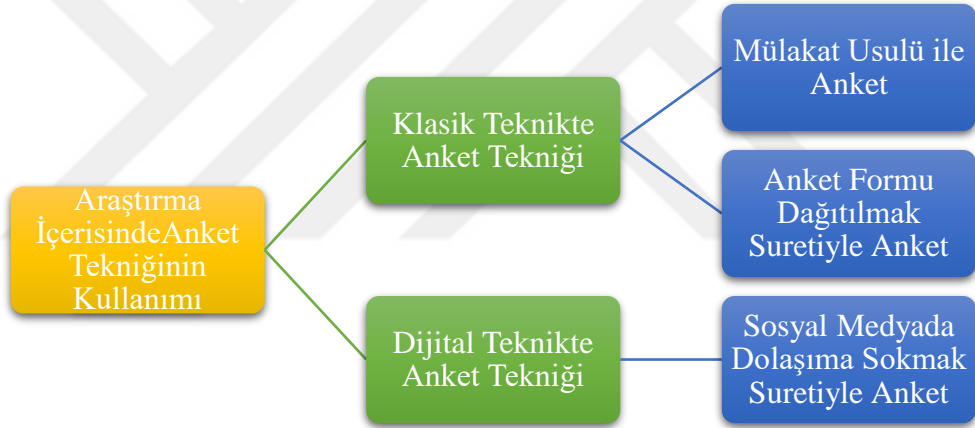 Araştırma
İçerisindeAnket
Tekniğinin
Kullanımı
Klasik Teknikte
Anket Tekniği
Mülakat Usulü ile
Anket
Anket Formu
Dağıtılmak
Suretiyle Anket
Dijital Teknikte
Anket Tekniği
Sosyal Medyada
Dolaşıma Sokmak
Suretiyle Anket